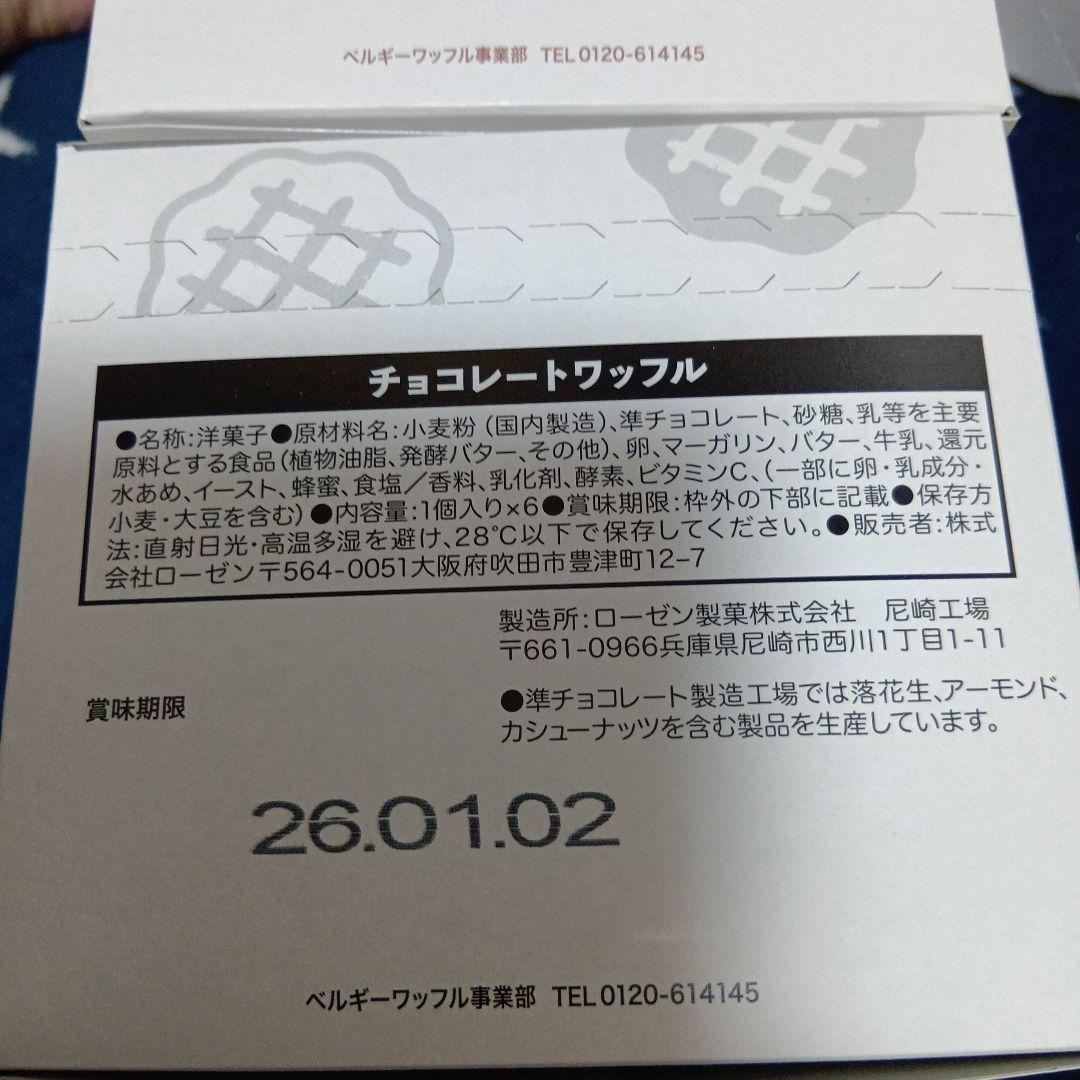 ベルギーワッフル事業部 TEL 0120-614145
チョコレートワッフル
●名称:洋菓子●原材料名:小麦粉(国内製造)、準チョコレート、砂糖、乳等を主要
原料とする食品(植物油脂、発酵バター、その他)、卵、マーガリン、バター、牛乳、還元
水あめ、イースト、蜂蜜、食塩/香料、乳化剤、酵素、ビタミンC、(一部に卵・乳成分・
小麦・大豆を含む)●内容量:1個入り×6●賞味期限:枠外の下部に記載●保存方
法:直射日光・高温多湿を避け、28℃以下で保存してください。●販売者:株式
会社ローゼン〒564-0051大阪府吹田市豊津町12-7
製造所:ローゼン製菓株式会社 尼崎工場
〒661-0966兵庫県尼崎市西川1丁目1-11
●準チョコレート製造工場では落花生、アーモンド、
カシューナッツを含む製品を生産しています。
賞味期限
26.01.02
ベルギーワッフル事業部 TEL 0120-614145